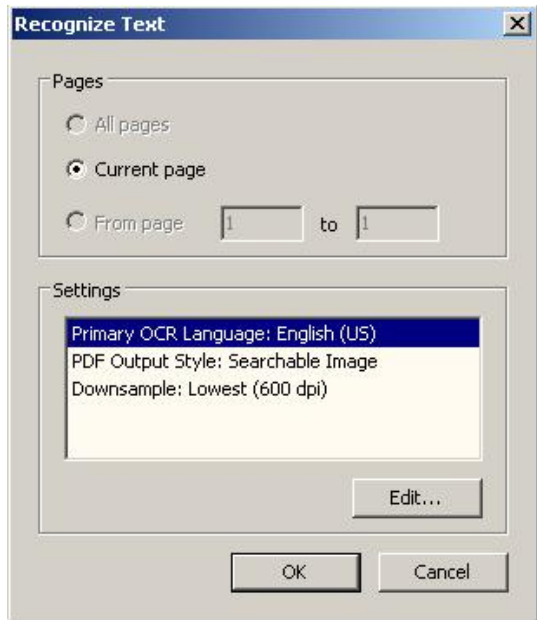 Recognize Text
Pages
All pages
Current page
From page 1 to 1
Settings
Primary OCR Language: English (US)
PDF Output Style: Searchable Image
Downsample: Lowest (600 dpi)
Edit...
OK Cancel